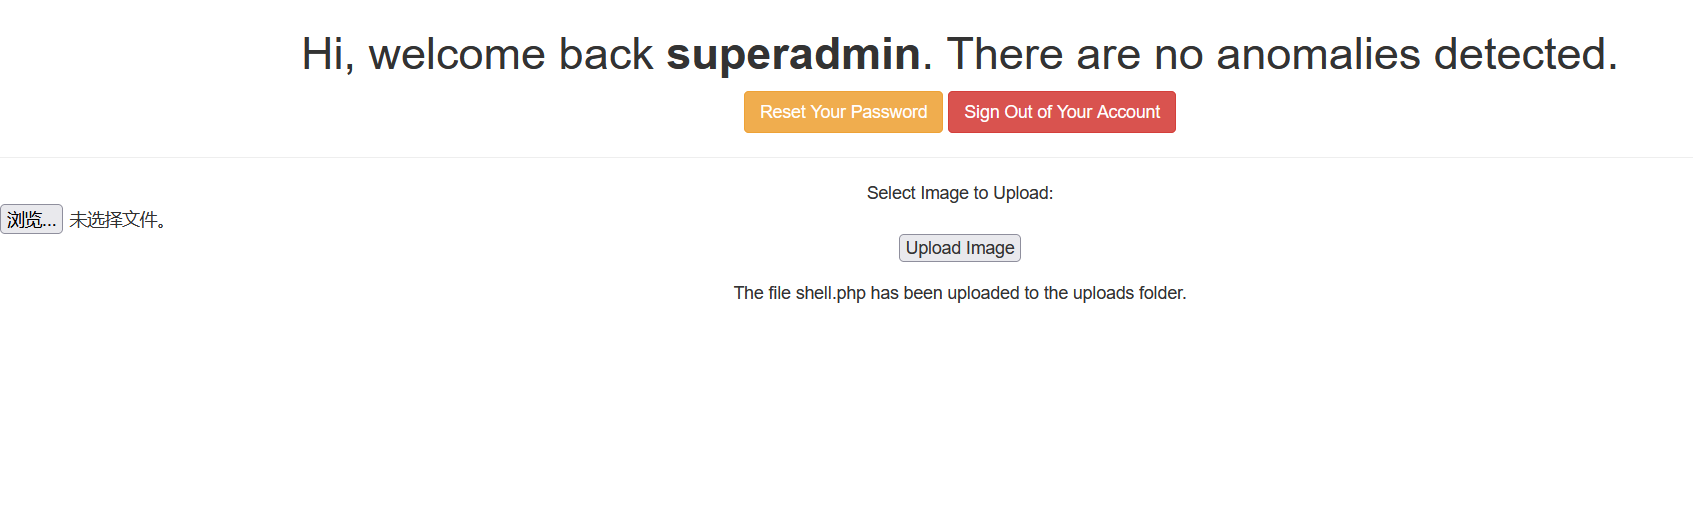 Hi, welcome back superadmin. There are no anomalies detected.
Reset Your Password Sign Out of Your Account
Select Image to Upload:
浏览... 未选择文件。
Upload Image
The file shell.php has been uploaded to the uploads folder.